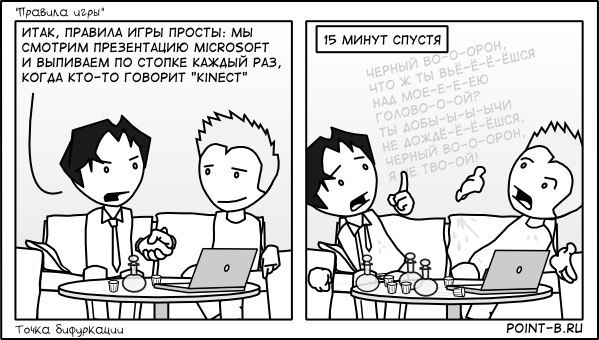 "Правила игры"
ИТАК, ПРАВИЛА ИГРЫ ПРОСТЫ: МЫ
СМОТРИМ ПРЕЗЕНТАЦИЮ MICROSOFT
И ВЫПИВАЕМ ПО СТОПКЕ КАЖДЫЙ РАЗ,
КОГДА КТО-ТО ГОВОРИТ "KINECT"
15 МИНУТ СПУСТЯ
ЧЕРНЫЙ ВО-О-ОРОН,
ЧТО Ж ТЫ ВЬЁ-Ё-Ё-ЁШСЯ
НАД МОЕ-Е-Е-ЕЮ
ГОЛОВО-О-ОЙ?
ТЫ ДОБЫ-Ы-Ы-ЫЧИ
НЕ ДОЖДЁ-Ё-Ё-ЁШСЯ,
ЧЕРНЫЙ ВО-О-ОРОН,
Я НЕ ТВО-ОЙ!
Точка бифуркации
POINT-B.RU